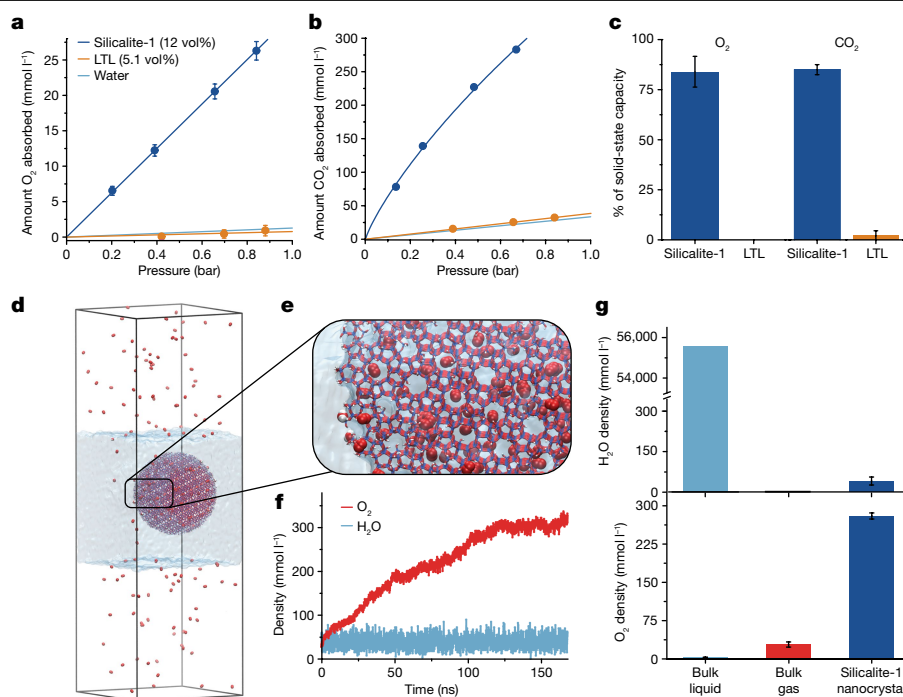 a
Silicalite-1 (12 vol%)
LTL (5.1 vol%)
Water
Amount O₂ absorbed (mmol l⁻¹)
25
20
15
10
5
0
0
0.2
0.4
0.6
0.8
1.0
Pressure (bar)
b
Amount CO₂ absorbed (mmol l⁻¹)
300
250
200
150
100
50
0
0
0.2
0.4
0.6
0.8
1.0
Pressure (bar)
c
% of solid-state capacity
100
75
50
25
0
O₂
CO₂
Silicalite-1
LTL
Silicalite-1
LTL
d
e
f
O₂
H₂O
Density (mmol l⁻¹)
300
200
100
0
0
50
100
150
Time (ns)
g
H₂O density (mmol l⁻¹)
56,000
54,000
300
150
0
O₂ density (mmol l⁻¹)
225
150
75
0
Bulk
liquid
Bulk
gas
Silicalite-1
nanocrystal